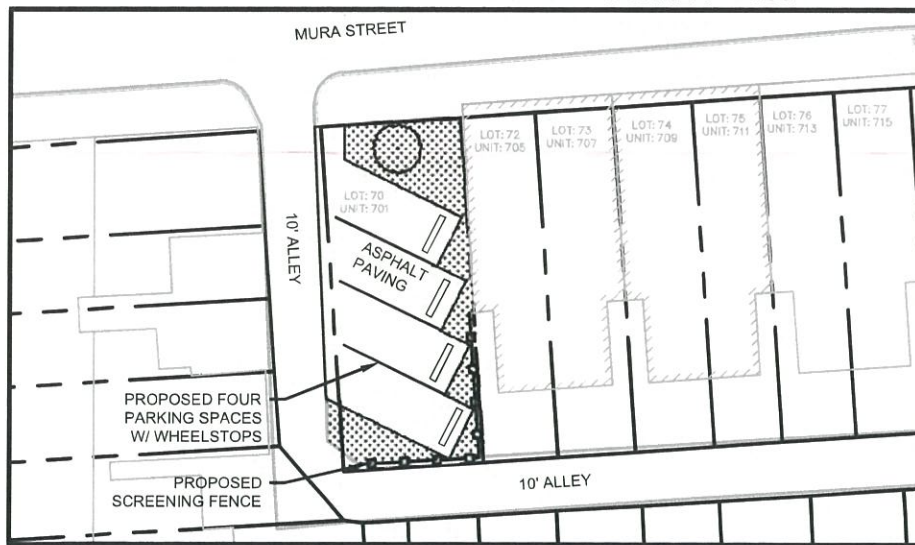 MURA STREET
LOT: 70
UNIT: 701
LOT: 72
UNIT: 705
LOT: 73
UNIT: 707
LOT: 74
UNIT: 709
LOT: 75
UNIT: 711
LOT: 76
UNIT: 713
LOT: 77
UNIT: 715
10' ALLEY
ASPHALT
PAVING
PROPOSED FOUR
PARKING SPACES
W/ WHEELSTOPS
PROPOSED
SCREENING FENCE
10' ALLEY